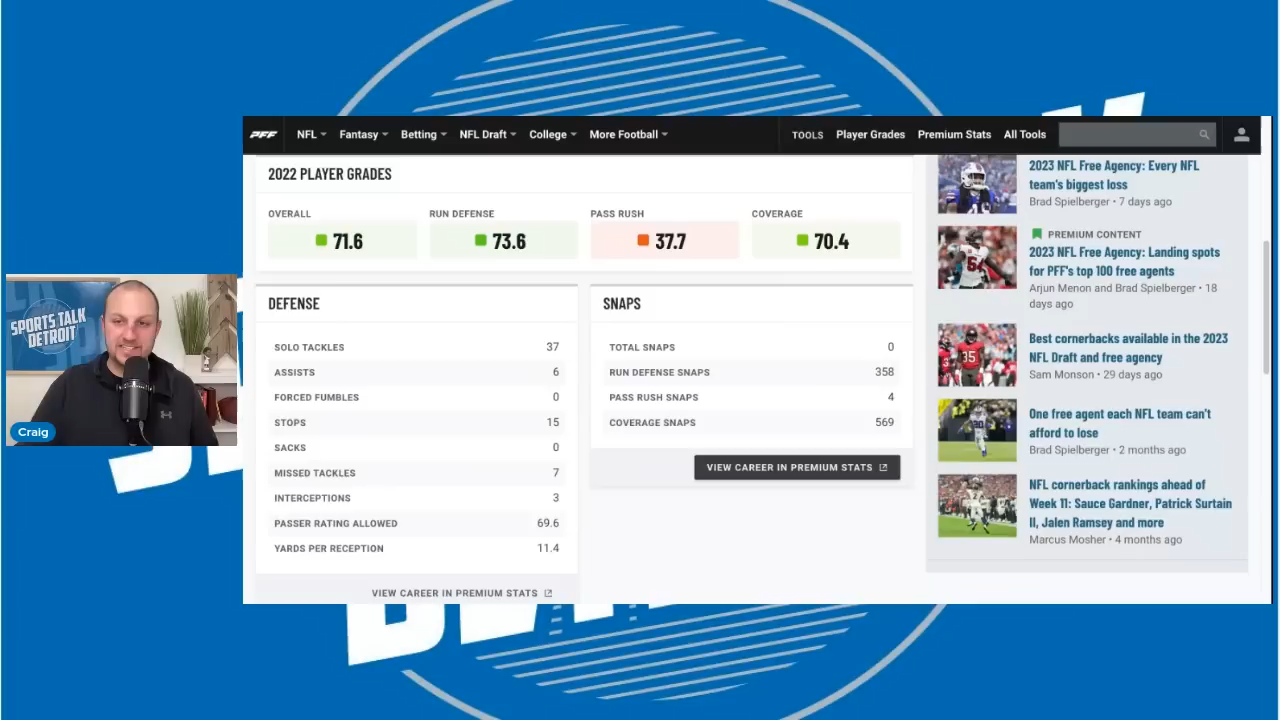 PFF
NFL
Fantasy
Betting
NFL Draft
College
More Football
TOOLS
Player Grades
Premium Stats
All Tools
2022 PLAYER GRADES
OVERALL
RUN DEFENSE
PASS RUSH
COVERAGE
71.6
73.6
37.7
70.4
DEFENSE
SOLO TACKLES 37
ASSISTS 6
FORCED FUMBLES 0
STOPS 15
SACKS 0
MISSED TACKLES 7
INTERCEPTIONS 3
PASSER RATING ALLOWED 69.6
YARDS PER RECEPTION 11.4
VIEW CAREER IN PREMIUM STATS
SNAPS
TOTAL SNAPS 0
RUN DEFENSE SNAPS 358
PASS RUSH SNAPS 4
COVERAGE SNAPS 569
VIEW CAREER IN PREMIUM STATS
2023 NFL Free Agency: Every NFL
team's biggest loss
Brad Spielberger • 7 days ago
PREMIUM CONTENT
2023 NFL Free Agency: Landing spots
for PFF's top 100 free agents
Arjun Menon and Brad Spielberger • 18
days ago
Best cornerbacks available in the 2023
NFL Draft and free agency
Sam Monson • 29 days ago
One free agent each NFL team can't
afford to lose
Brad Spielberger • 2 months ago
NFL cornerback rankings ahead of
Week 11: Sauce Gardner, Patrick Surtain
II, Jalen Ramsey and more
Marcus Mosher • 4 months ago
SPORTS TALK
DETROIT
Craig